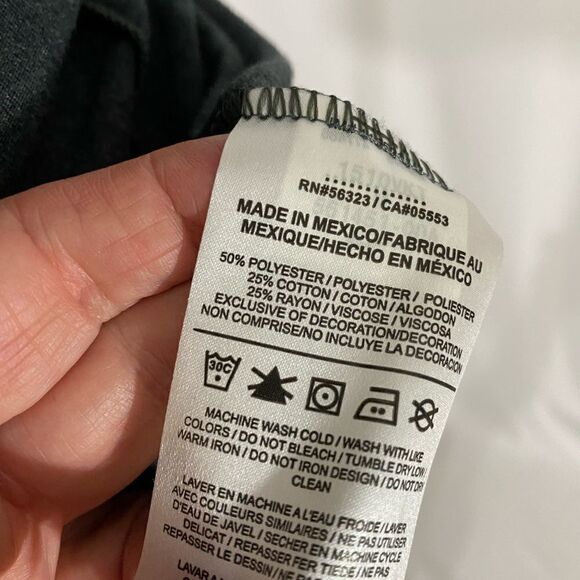 RN#56323 / CA#05553
MADE IN MEXICO/FABRIQUE AU
MEXIQUE/HECHO EN MÉXICO
50% POLYESTER / POLYESTER / POLIESTER
25% COTTON / COTON / ALGODON
25% RAYON / VISCOSE / VISCOSA
EXCLUSIVE OF DECORATION/DECORATION
NON COMPRISE/NO INCLUYE LA DECORACION
30C
MACHINE WASH COLD / WASH WITH LIKE
COLORS / DO NOT BLEACH / TUMBLE DRY LOW /
WARM IRON / DO NOT IRON DESIGN / DO NOT DRY
CLEAN
LAVER EN MACHINE A L'EAU FROIDE / LAVER
AVEC COULEURS SIMILAIRES / NE PAS UTILISER
D'EAU DE JAVEL / SECHER EN MACHINE CYCLE
DELICAT / REPASSER FER TIEDE / NE PAS
REPASSER LE DESSIN / NE PAS
LAVAR A